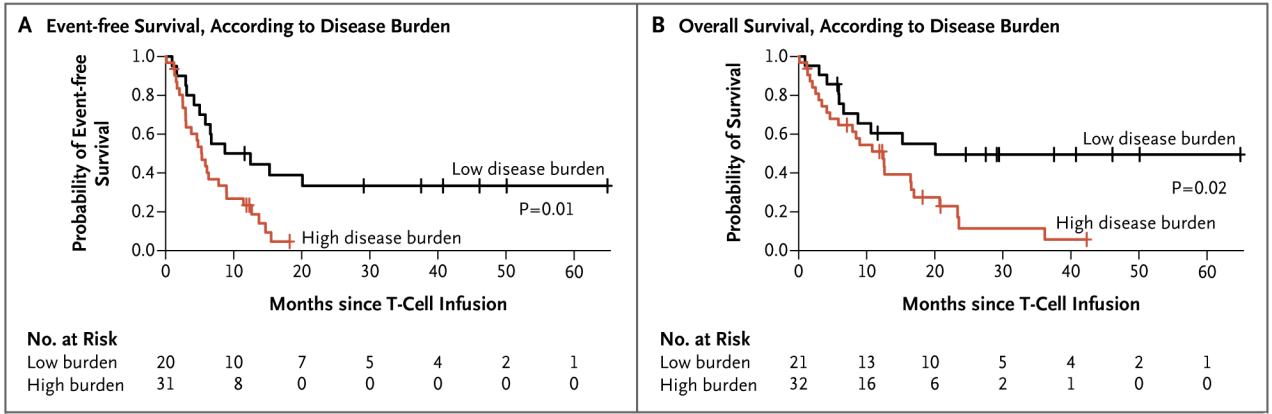 A Event-free Survival, According to Disease Burden
Probability of Event-free
Survival
1.0
0.8
0.6
0.4
0.2
0.0
Low disease burden
P=0.01
High disease burden
0 10 20 30 40 50 60
Months since T-Cell Infusion
No. at Risk
Low burden 20 10 7 5 4 2 1
High burden 31 8 0 0 0 0 0
B Overall Survival, According to Disease Burden
Probability of Survival
1.0
0.8
0.6
0.4
0.2
0.0
Low disease burden
P=0.02
High disease burden
0 10 20 30 40 50 60
Months since T-Cell Infusion
No. at Risk
Low burden 21 13 10 5 4 2 1
High burden 32 16 6 2 1 0 0